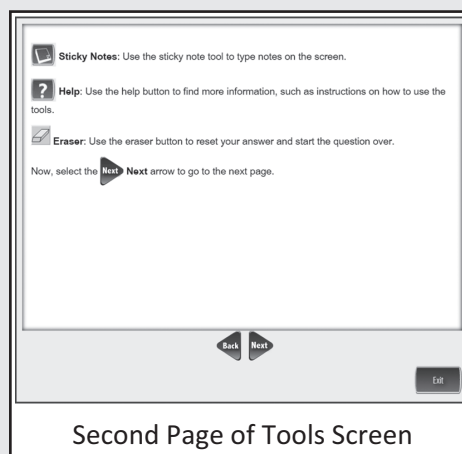 Sticky Notes: Use the sticky note tool to type notes on the screen.
? Help: Use the help button to find more information, such as instructions on how to use the
tools.
Eraser: Use the eraser button to reset your answer and start the question over.
Now, select the Next Next arrow to go to the next page.
Back Next
Exit
Second Page of Tools Screen